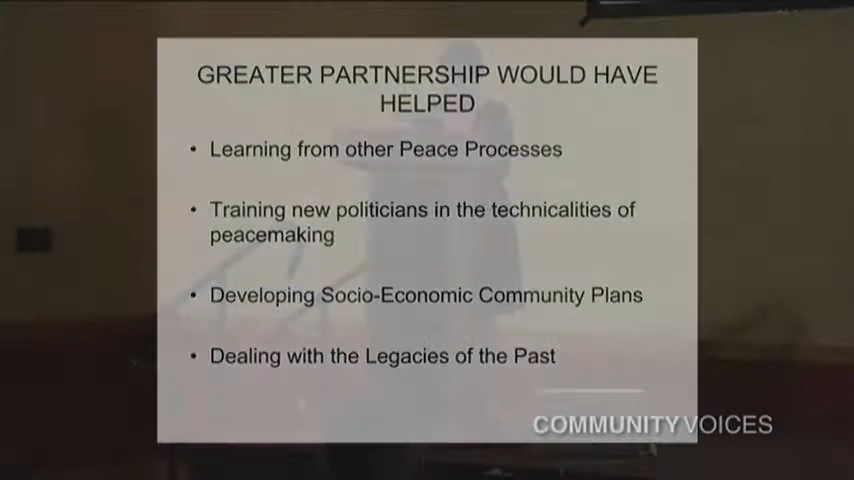 GREATER PARTNERSHIP WOULD HAVE
HELPED
• Learning from other Peace Processes
• Training new politicians in the technicalities of
peacemaking
• Developing Socio-Economic Community Plans
• Dealing with the Legacies of the Past
COMMUNITY VOICES